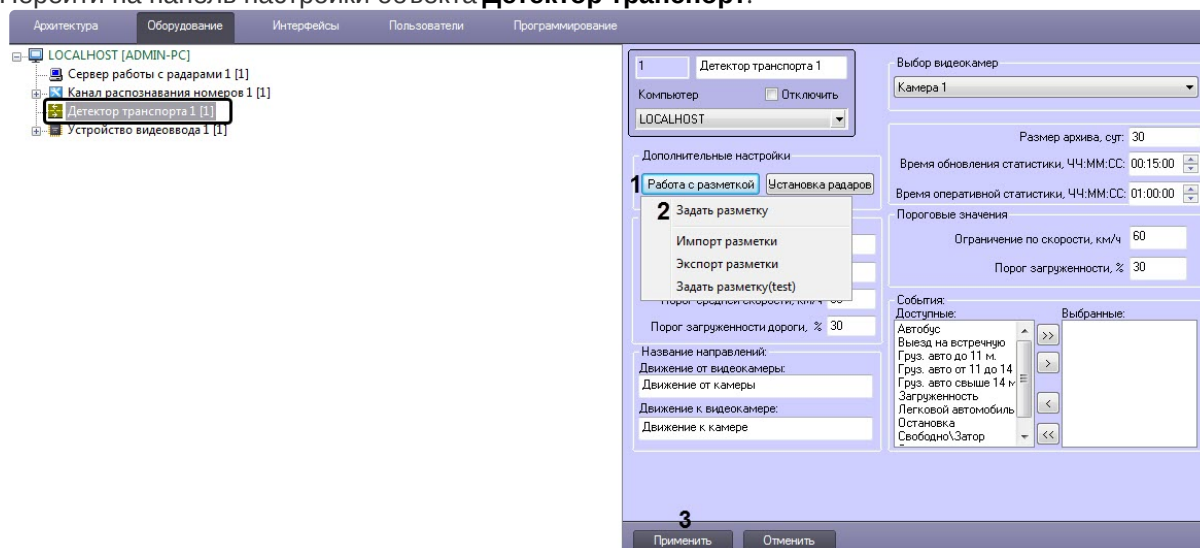 Перейти на панель настройки объекта Детектор транспорт.
Архитектура Оборудование Интерфейсы Пользователи Программирование
LOCALHOST [ADMIN-PC]
Сервер работы с радарами 1 [1]
Канал распознавания номеров 1 [1]
Детектор транспорта 1 [1]
Устройство видеоввода 1 [1]
1 Детектор транспорта 1
Компьютер Отключить
LOCALHOST
Выбор видеокамер
Камера 1
Размер архива, сут: 30
Время обновления статистики, ЧЧ:ММ:СС: 00:15:00
Время оперативной статистики, ЧЧ:ММ:СС: 01:00:00
Дополнительные настройки
1 Работа с разметкой Установка радаров
2 Задать разметку
Импорт разметки
Экспорт разметки
Задать разметку(test)
Порог загруженности дороги, % 30
Пороговые значения
Ограничение по скорости, км/ч 60
Порог загруженности, % 30
Название направлений:
Движение от видеокамеры:
Движение от камеры
Движение к видеокамере:
Движение к камере
События:
Доступные: Выбранные:
Автобус
Выезд на встречную
Груз. авто до 11 м.
Груз. авто от 11 до 14
Груз. авто свыше 14 м
Загруженность
Легковой автомобиль
Остановка
Свободно\Затор
>>
>
<
<<
3
Применить Отменить